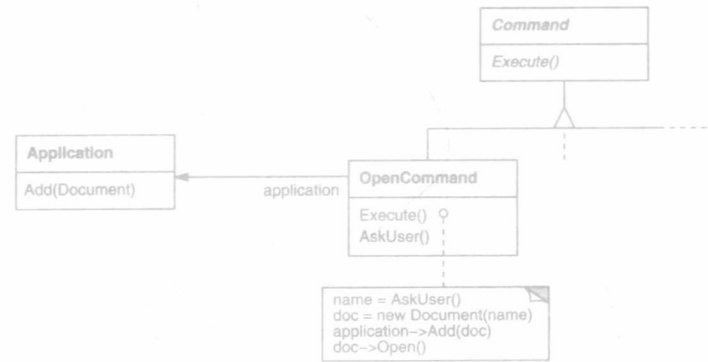 Command
Execute()
Application
Add(Document)
application
OpenCommand
Execute()
AskUser()
name = AskUser()
doc = new Document(name)
application->Add(doc)
doc->Open()